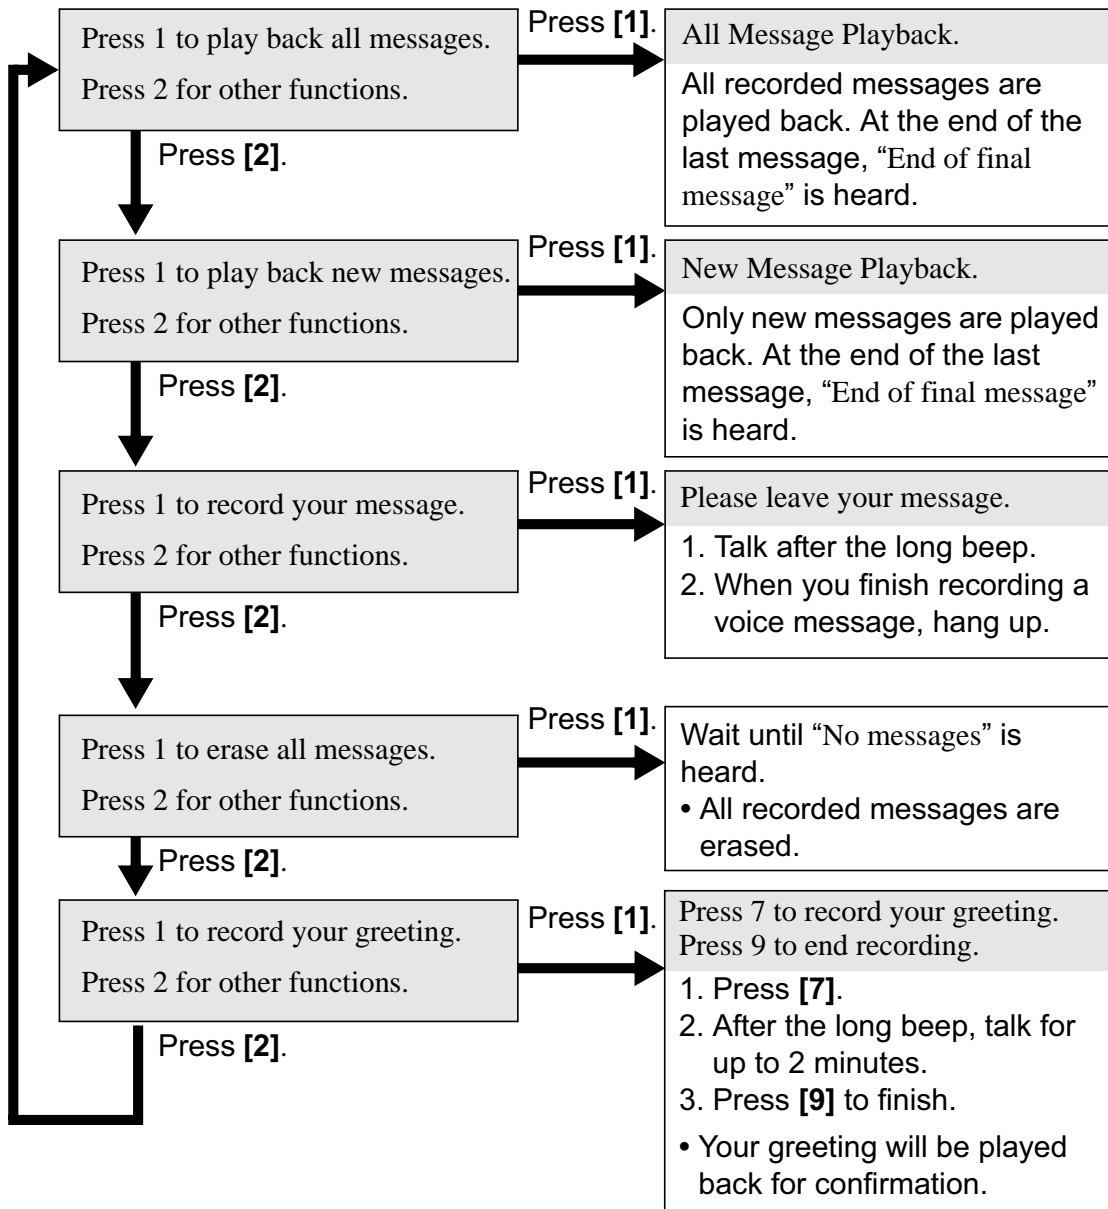 Press 1 to play back all messages.
Press 2 for other functions.
Press [1].
All Message Playback.
All recorded messages are
played back. At the end of the
last message, “End of final
message” is heard.
Press [2].
Press 1 to play back new messages.
Press 2 for other functions.
Press [1].
New Message Playback.
Only new messages are played
back. At the end of the last
message, “End of final message”
is heard.
Press [2].
Press 1 to record your message.
Press 2 for other functions.
Press [1].
Please leave your message.
1. Talk after the long beep.
2. When you finish recording a
voice message, hang up.
Press [2].
Press 1 to erase all messages.
Press 2 for other functions.
Press [1].
Wait until “No messages” is
heard.
• All recorded messages are
erased.
Press [2].
Press 1 to record your greeting.
Press 2 for other functions.
Press [1].
Press 7 to record your greeting.
Press 9 to end recording.
1. Press [7].
2. After the long beep, talk for
up to 2 minutes.
3. Press [9] to finish.
• Your greeting will be played
back for confirmation.
Press [2].